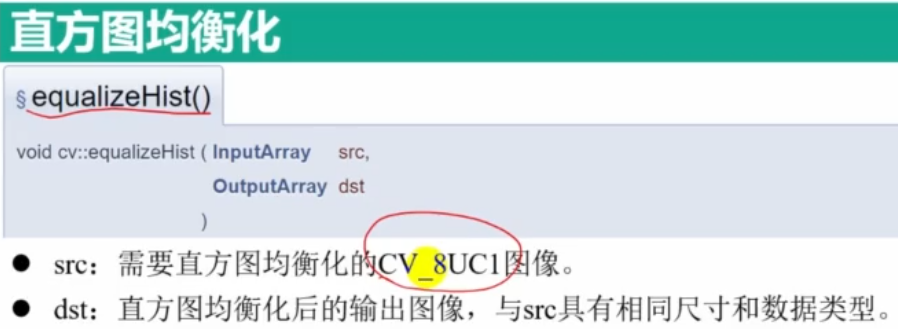 直方图均衡化
§ equalizeHist()
void cv::equalizeHist ( InputArray src,
OutputArray dst
)
● src：需要直方图均衡化的CV_8UC1图像。
● dst：直方图均衡化后的输出图像，与src具有相同尺寸和数据类型。